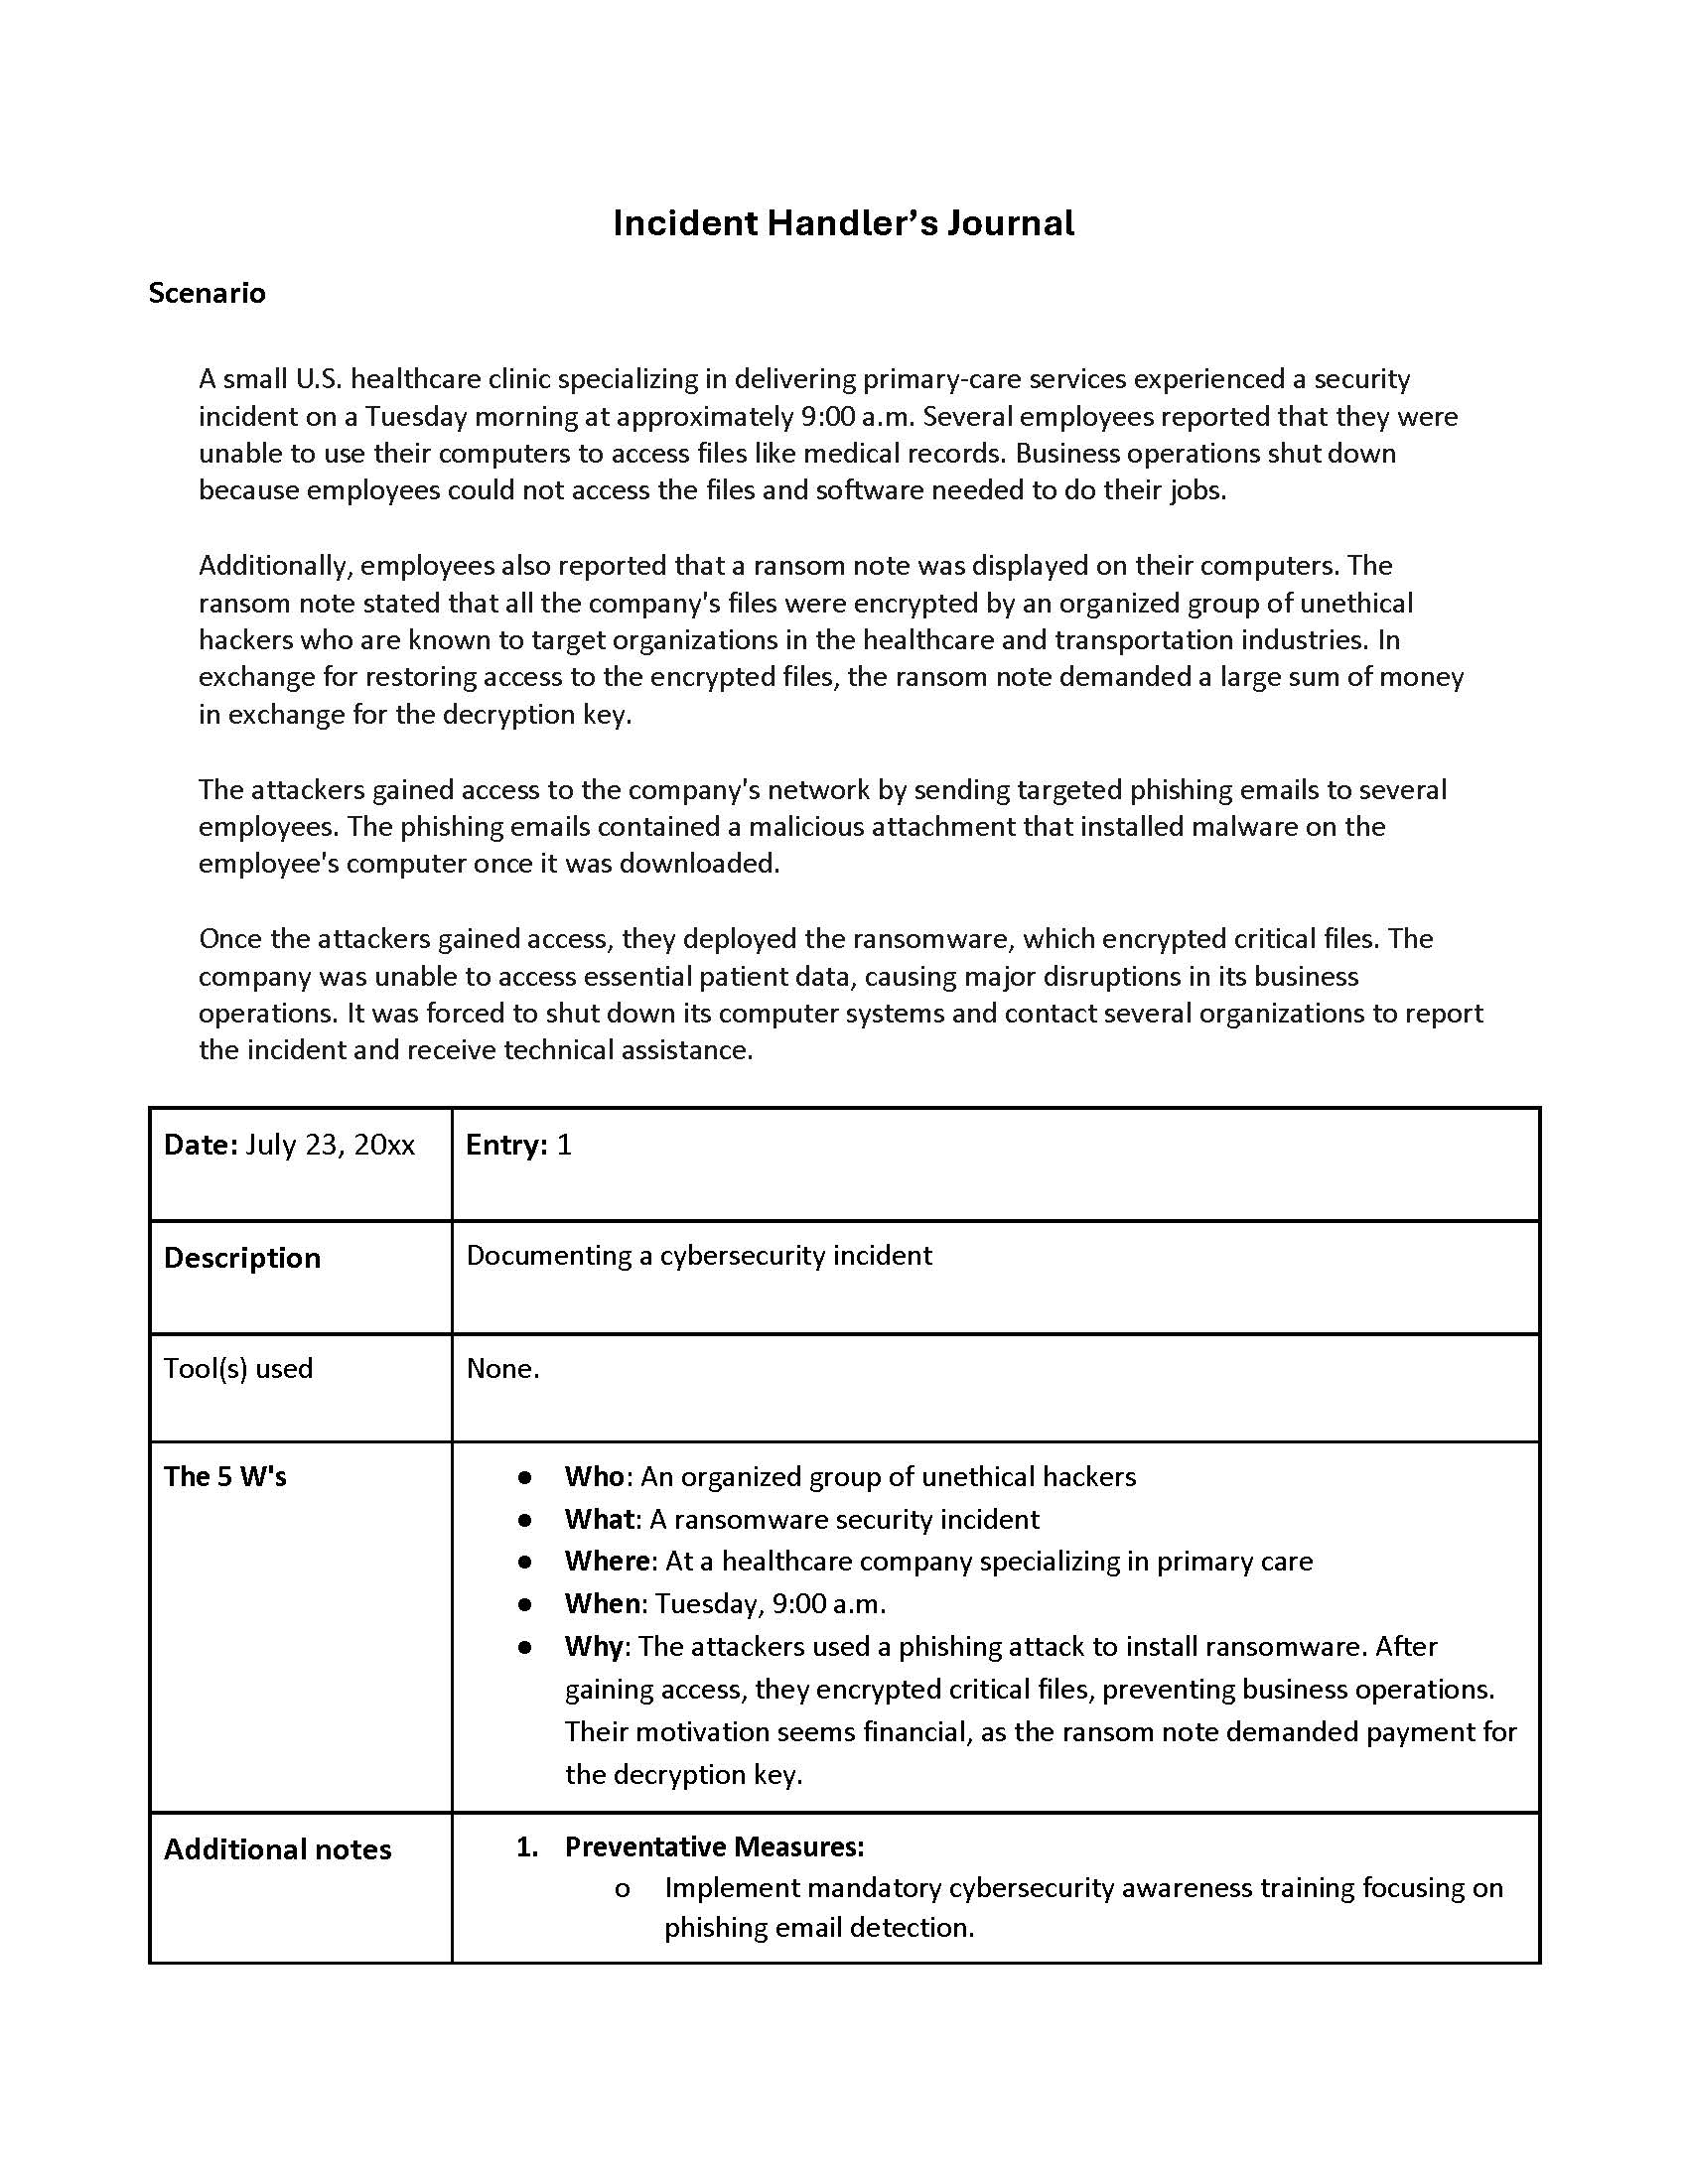 Incident Handler’s Journal
Scenario
A small U.S. healthcare clinic specializing in delivering primary-care services experienced a security
incident on a Tuesday morning at approximately 9:00 a.m. Several employees reported that they were
unable to use their computers to access files like medical records. Business operations shut down
because employees could not access the files and software needed to do their jobs.
Additionally, employees also reported that a ransom note was displayed on their computers. The
ransom note stated that all the company's files were encrypted by an organized group of unethical
hackers who are known to target organizations in the healthcare and transportation industries. In
exchange for restoring access to the encrypted files, the ransom note demanded a large sum of money
in exchange for the decryption key.
The attackers gained access to the company's network by sending targeted phishing emails to several
employees. The phishing emails contained a malicious attachment that installed malware on the
employee's computer once it was downloaded.
Once the attackers gained access, they deployed the ransomware, which encrypted critical files. The
company was unable to access essential patient data, causing major disruptions in its business
operations. It was forced to shut down its computer systems and contact several organizations to report
the incident and receive technical assistance.
Date: July 23, 20xx
Entry: 1
Description
Documenting a cybersecurity incident
Tool(s) used
None.
The 5 W's
● Who: An organized group of unethical hackers
● What: A ransomware security incident
● Where: At a healthcare company specializing in primary care
● When: Tuesday, 9:00 a.m.
● Why: The attackers used a phishing attack to install ransomware. After
gaining access, they encrypted critical files, preventing business operations.
Their motivation seems financial, as the ransom note demanded payment for
the decryption key.
Additional notes
1. Preventative Measures:
o Implement mandatory cybersecurity awareness training focusing on
phishing email detection.